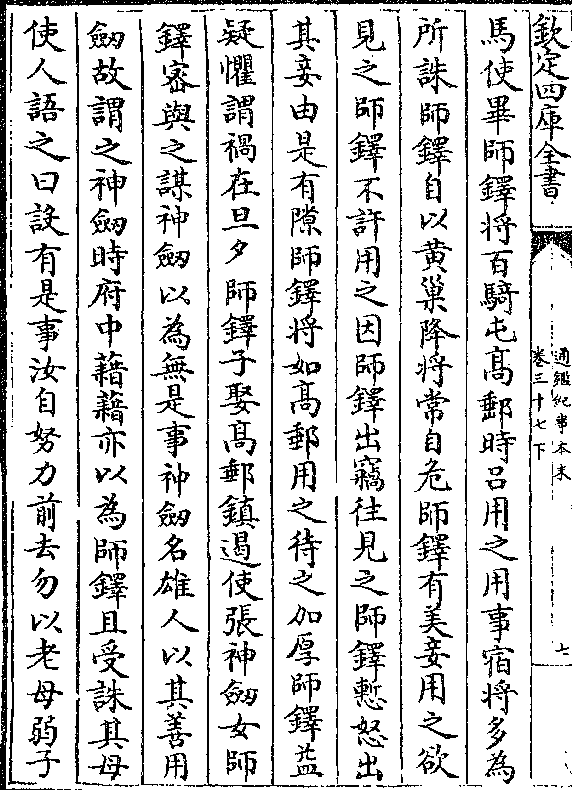 欽定四庫全書
通鑑紀事本末
卷三十七下
七
馬使畢師鐸将百騎屯髙郵時吕用之用事宿将多為
所誅師鐸自以黄巢降将常自危師鐸有美妾用之欲
見之師鐸不許用之因師鐸出竊往見之師鐸慙怒出
其妾由是有隙師鐸将如髙郵用之待之加厚師鐸益
疑懼謂禍在旦夕師鐸子娶髙郵鎮遏使張神劒女師
鐸宻與之謀神劒以為無是事神劒名雄人以其善用
劒故謂之神劒時府中藉藉亦以為師鐸且受誅其母
使人語之曰設有是事汝自努力前去勿以老母弱子